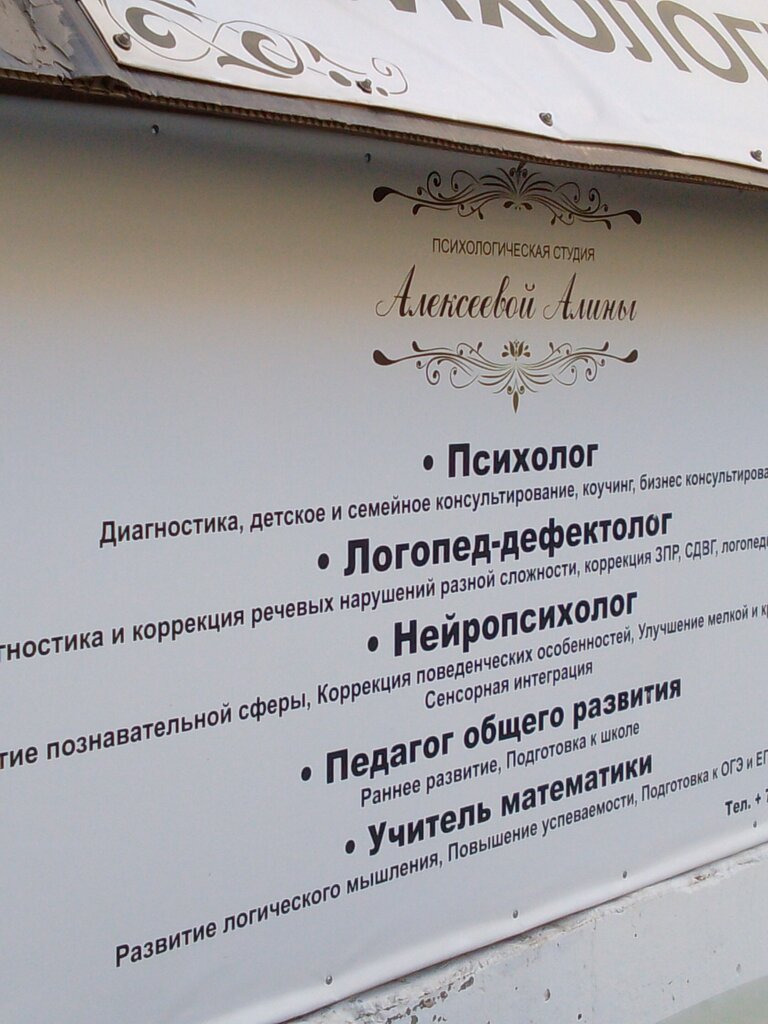 ПСИХОЛОГИЧЕСКАЯ СТУДИЯ
Алексеевой Алины
• Психолог
Диагностика, детское и семейное консультирование, коучинг, бизнес
• Логопед-дефектолог
и коррекция речевых нарушений разной сложности, коррекция ЗПР, СДВГ,
• Нейропсихолог
познавательной сферы, Коррекция поведенческих особенностей, Улучшение мелкой и
Сенсорная интеграция
• Педагог общего развития
Раннее развитие, Подготовка к школе
• Учитель математики
Развитие логического мышления, Повышение успеваемости, Подготовка к ОГЭ и
Тел. +